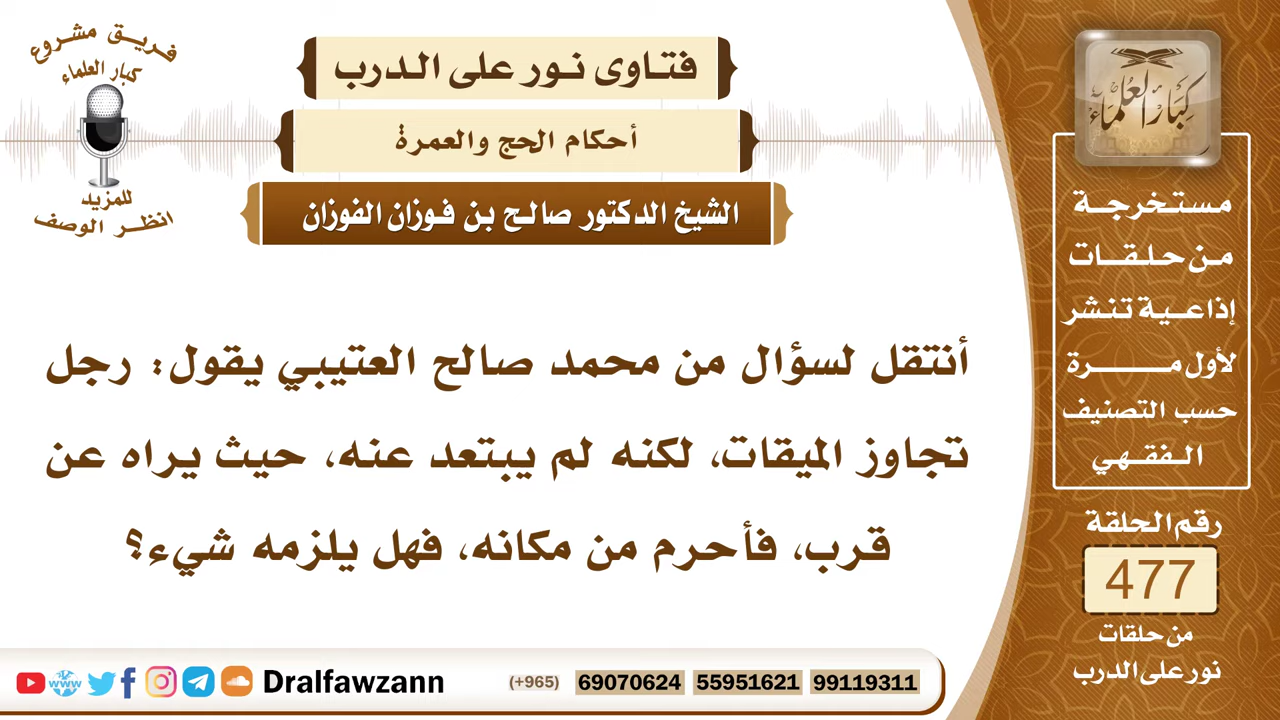 فريق مشروع
كبار العلماء
للمزيد
انظر الوصف
فتاوى نور على الدرب
أحكام الحج والعمرة
الشيخ الدكتور صالح بن فوزان الفوزان
أنتقل لسؤال من محمد صالح العتيبي يقول: رجل
تجاوز الميقات، لكنه لم يبتعد عنه، حيث يراه عن
قرب، فأحرم من مكانه، فهل يلزمه شيء؟
كبار العلماء
مستخرجة
من حلقات
إذاعية تنشر
لأول مرة
حسب التصنيف
الفقهي
رقم الحلقة
477
من حلقات
نور على الدرب
www
Dralfawzann
(+965) 69070624 55951621 99119311